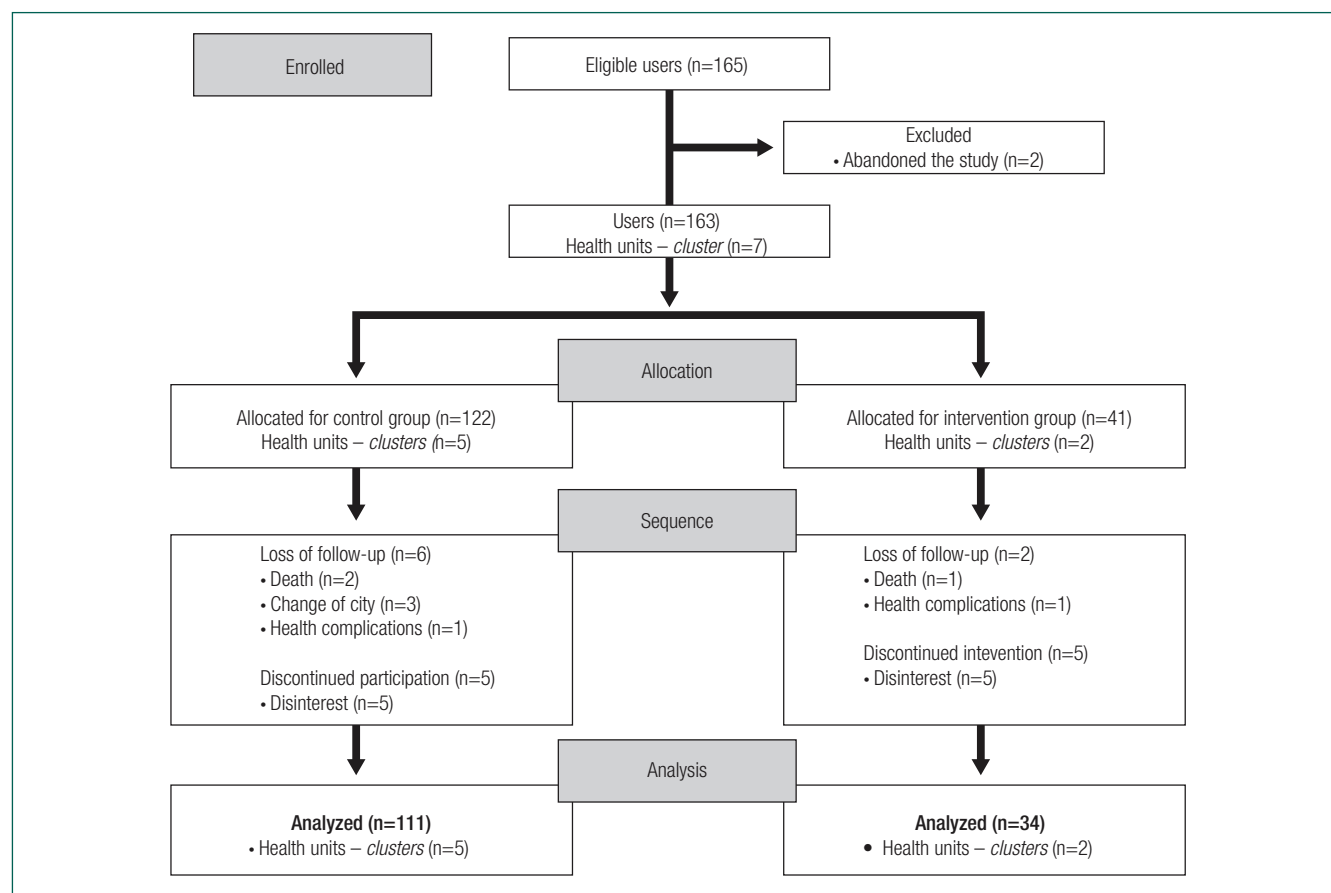 Enrolled
Eligible users (n=165)
Excluded
• Abandoned the study (n=2)
Users (n=163)
Health units – cluster (n=7)
Allocation
Allocated for control group (n=122)
Health units – clusters (n=5)
Allocated for intervention group (n=41)
Health units – clusters (n=2)
Sequence
Loss of follow-up (n=6)
• Death (n=2)
• Change of city (n=3)
• Health complications (n=1)
Discontinued participation (n=5)
• Disinterest (n=5)
Loss of follow-up (n=2)
• Death (n=1)
• Health complications (n=1)
Discontinued intevention (n=5)
• Disinterest (n=5)
Analysis
Analyzed (n=111)
• Health units – clusters (n=5)
Analyzed (n=34)
• Health units – clusters (n=2)